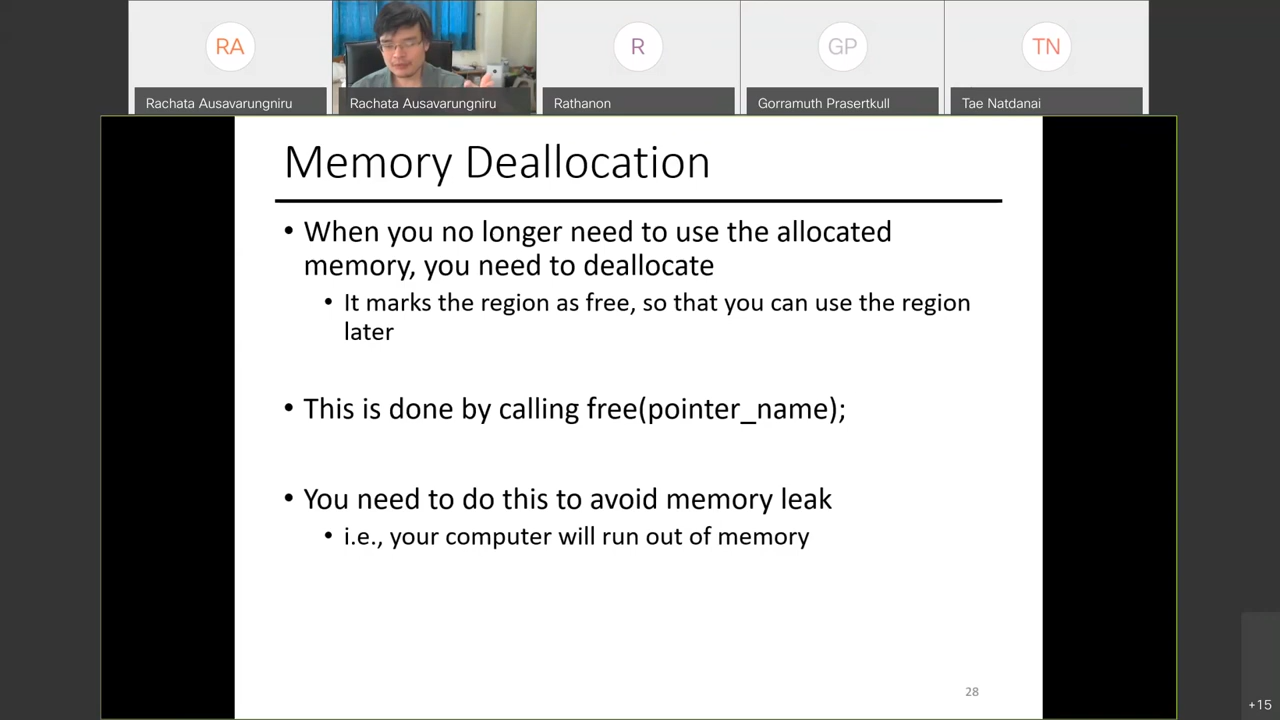 RA
R
GP
TN
Rachata Ausavarungniru
Rachata Ausavarungniru
Rathanon
Gorramuth Prasertkull
Tae Natdanai
Memory Deallocation
• When you no longer need to use the allocated
memory, you need to deallocate
• It marks the region as free, so that you can use the region
later
• This is done by calling free(pointer_name);
• You need to do this to avoid memory leak
• i.e., your computer will run out of memory
28
+15